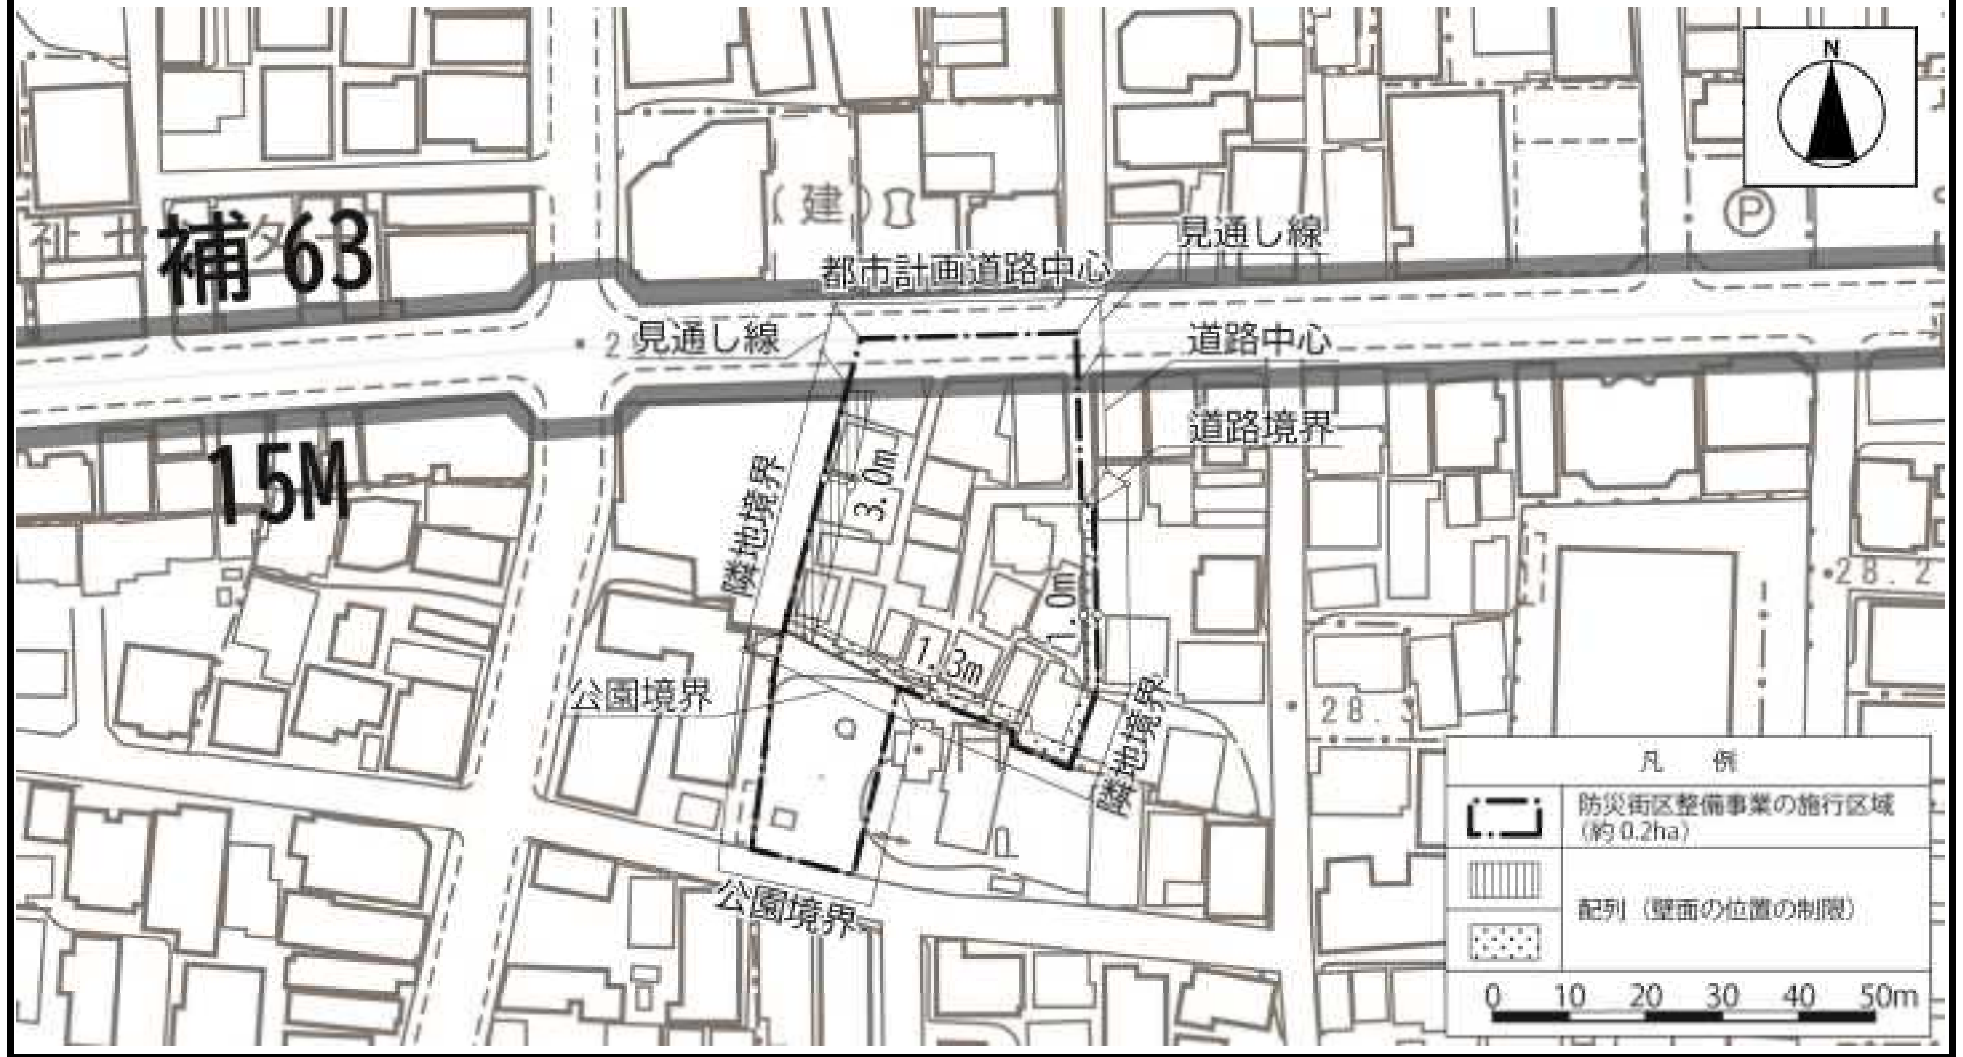 N
(建)
P
補 63
見通し線
都市計画道路中心
見通し線
道路中心
道路境界
15M
3.0m
隣地境界
28.2
1.0m
1.3m
公園境界
隣地境界
公園境界
凡 例
防災街区整備事業の施行区域
(約 0.2ha)
配列（壁面の位置の制限）
0 10 20 30 40 50m